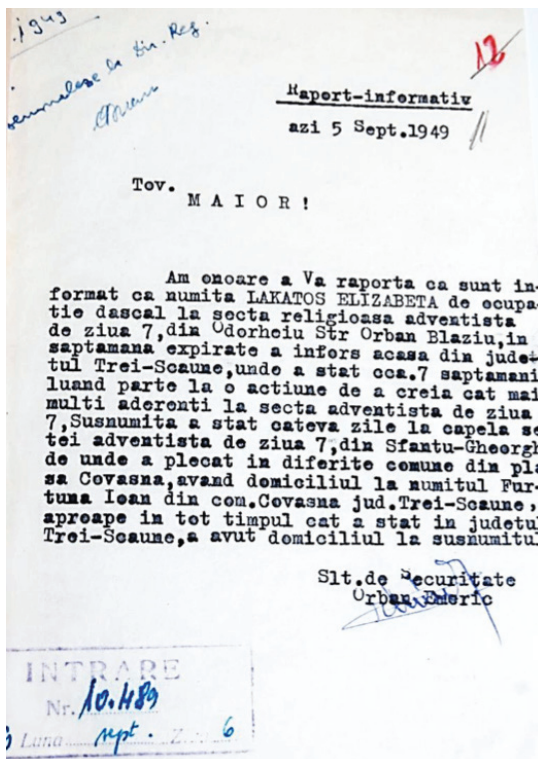 .1949
semnaleze la Dir. Reg.
12
Raport-informativ
azi 5 Sept.1949
11
Tov.
M A I O R !
Am onoare a Va raporta ca sunt in-
format ca numita LAKATOS ELIZABETA de ocupa-
tie dascal la secta religioasa adventista
de ziua 7,din Odorheiu Str Orban Blaziu,in
saptamana expirate a infors acasa din jude-
tul Trei-Scaune,unde a stat cca.7 saptamani
luand parte la o actiune de a creia cat mai
multi aderenti la secta adventista de ziua
7,Susnumita a stat cateva zile la capela se
tei adventista de ziua 7,din Sfantu-Gheorgh
de unde a plecat in diferite comune din pla
sa Covasna,avand domiciliul la numitul Fur-
tuna Ioan din com.Covasna jud.Trei-Scaune,
aproape in tot timpul cat a stat in judetul
Trei-Scaune,a avut domiciliul la susnumitul
Slt.de Securitate
Orban Emeric
INTRARE
Nr. 10.489
Luna sept. Z. 6